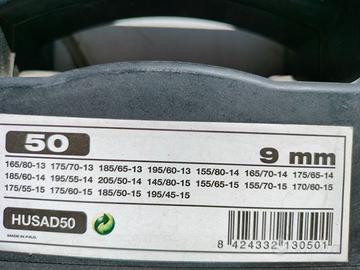 50 9 mm
165/80-13 175/70-13 185/65-13 195/60-13 155/80-14 165/70-14 175/65-14
185/60-14 195/55-14 205/50-14 145/80-15 155/65-15 155/70-15 170/60-15
175/55-15 175/60-15 185/50-15 195/45-15
HUSAD50
MADE IN P.R.C.
8 424332 130501